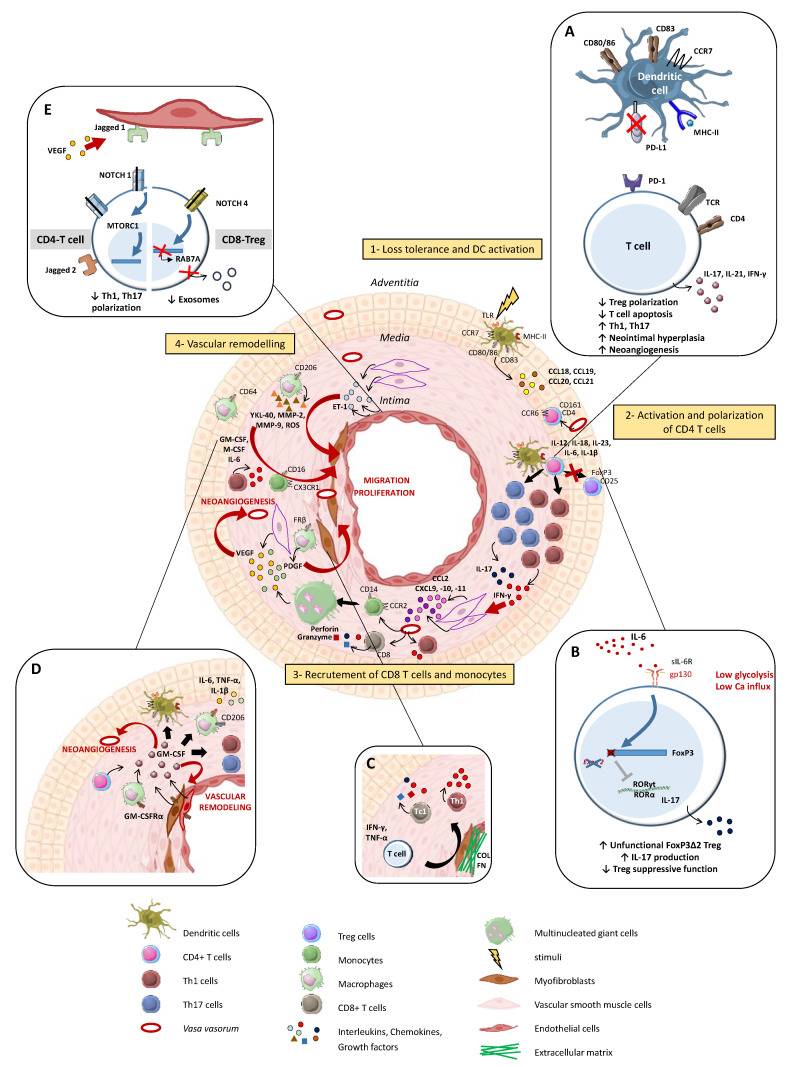 A
CD83
CD80/86
CCR7
Dendritic
cell
MHC-II
PD-L1
PD-1
TCR
CD4
T cell
IL-17, IL-21, IFN-γ
↓ Treg polarization
↓ T cell apoptosis
↑ Th1, Th17
↑ Neointimal hyperplasia
↑ Neoangiogenesis
E
Jagged 1
VEGF
NOTCH 1
NOTCH 4
MTORC1
CD4-T cell
CD8-Treg
RAB7A
Jagged 2
↓ Th1, Th17
polarization
↓ Exosomes
1- Loss tolerance and DC activation
Adventitia
Media
Intima
TLR
CCR7
MHC-II
CD80/86
CD83
CCL18, CCL19,
CCL20, CCL21
2- Activation and polarization
of CD4 T cells
CD161
CCR6
CD4
IL-12, IL-18, IL-23,
IL-6, IL-1β
FoxP3
CD25
IL-17
IFN-γ
CCL2
CXCL9, -10, -11
3- Recrutement of CD8 T cells and monocytes
CD14
CCR2
CD8
Perforin
Granzyme
4- Vascular remodelling
CD64
CD206
YKL-40, MMP-2,
MMP-9, ROS
ET-1
GM-CSF,
M-CSF
IL-6
CD16
CX3CR1
NEOANGIOGENESIS
MIGRATION
PROLIFERATION
FRβ
VEGF
PDGF
B
IL-6
sIL-6R
gp130
Low glycolysis
Low Ca influx
FoxP3
RORγt
RORα
IL-17
↑ Unfunctional FoxP3Δ2 Treg
↑ IL-17 production
↓ Treg suppressive function
C
Tc1
Th1
IFN-γ,
TNF-α
T cell
COL
FN
D
IL-6, TNF-α,
IL-1β
CD206
NEOANGIOGENESIS
GM-CSF
GM-CSFRα
VASCULAR
REMODELING
Dendritic cells
CD4+ T cells
Th1 cells
Th17 cells
Vasa vasorum
Treg cells
Monocytes
Macrophages
CD8+ T cells
Interleukins, Chemokines,
Growth factors
Multinucleated giant cells
stimuli
Myofibroblasts
Vascular smooth muscle cells
Endothelial cells
Extracellular matrix